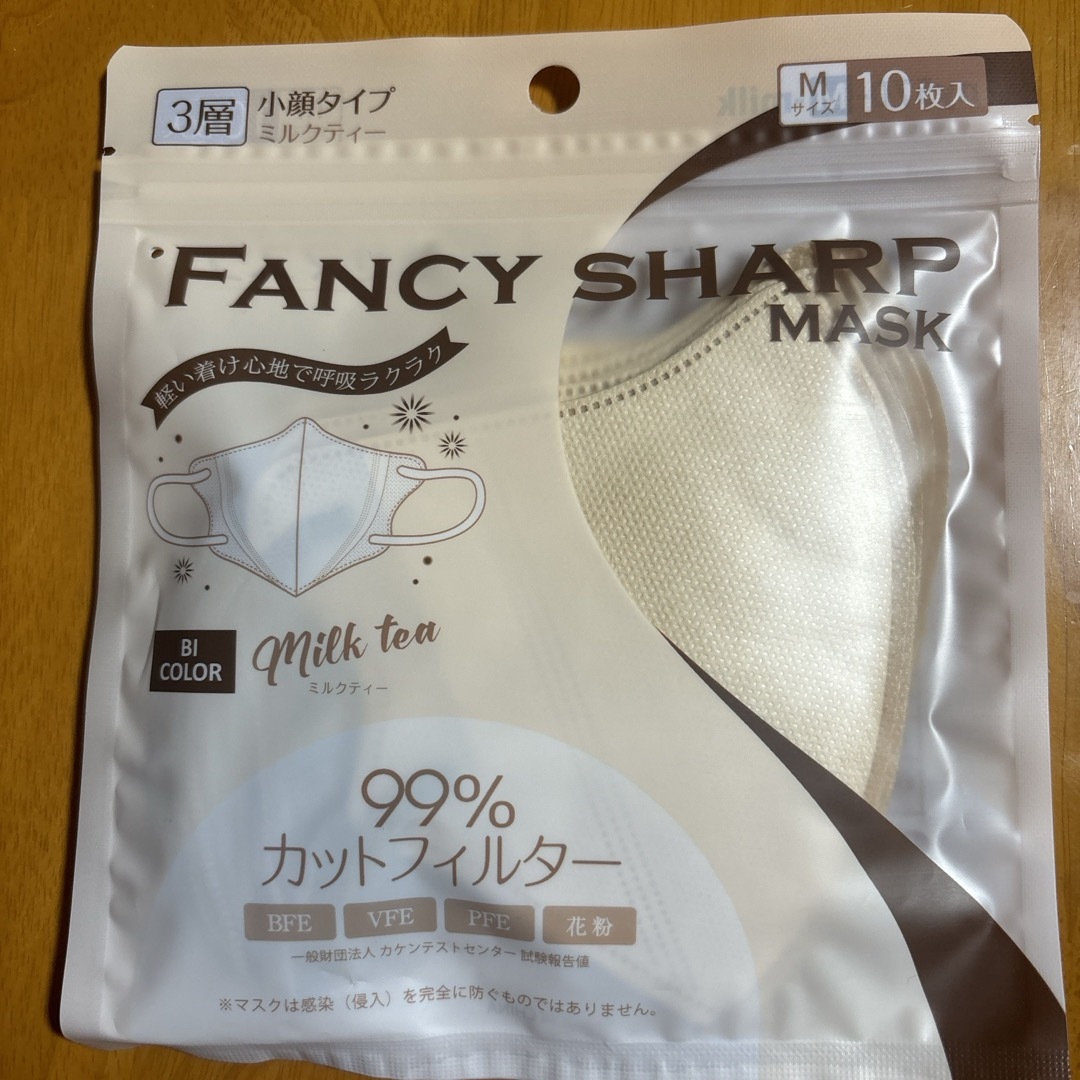 3層
小顔タイプ
ミルクティー
M
サイズ
10枚入
FANCY SHARP
MASK
軽い着け心地で呼吸ラクラク
BI
COLOR
Milk tea
ミルクティー
99%
カットフィルター
BFE VFE PFE 花粉
一般財団法人 カケンテストセンター 試験報告値
※マスクは感染（侵入）を完全に防ぐものではありません。